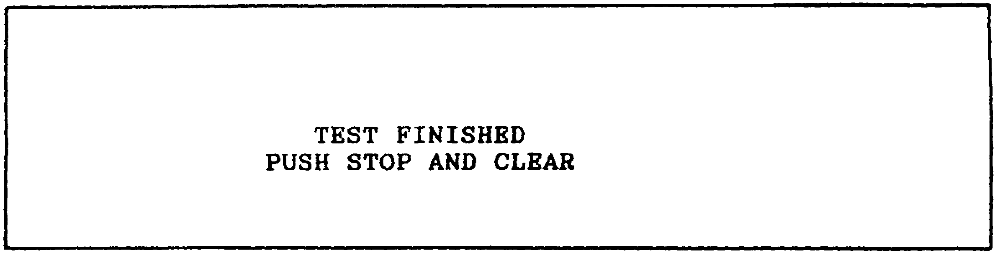 TEST FINISHED
PUSH STOP AND CLEAR